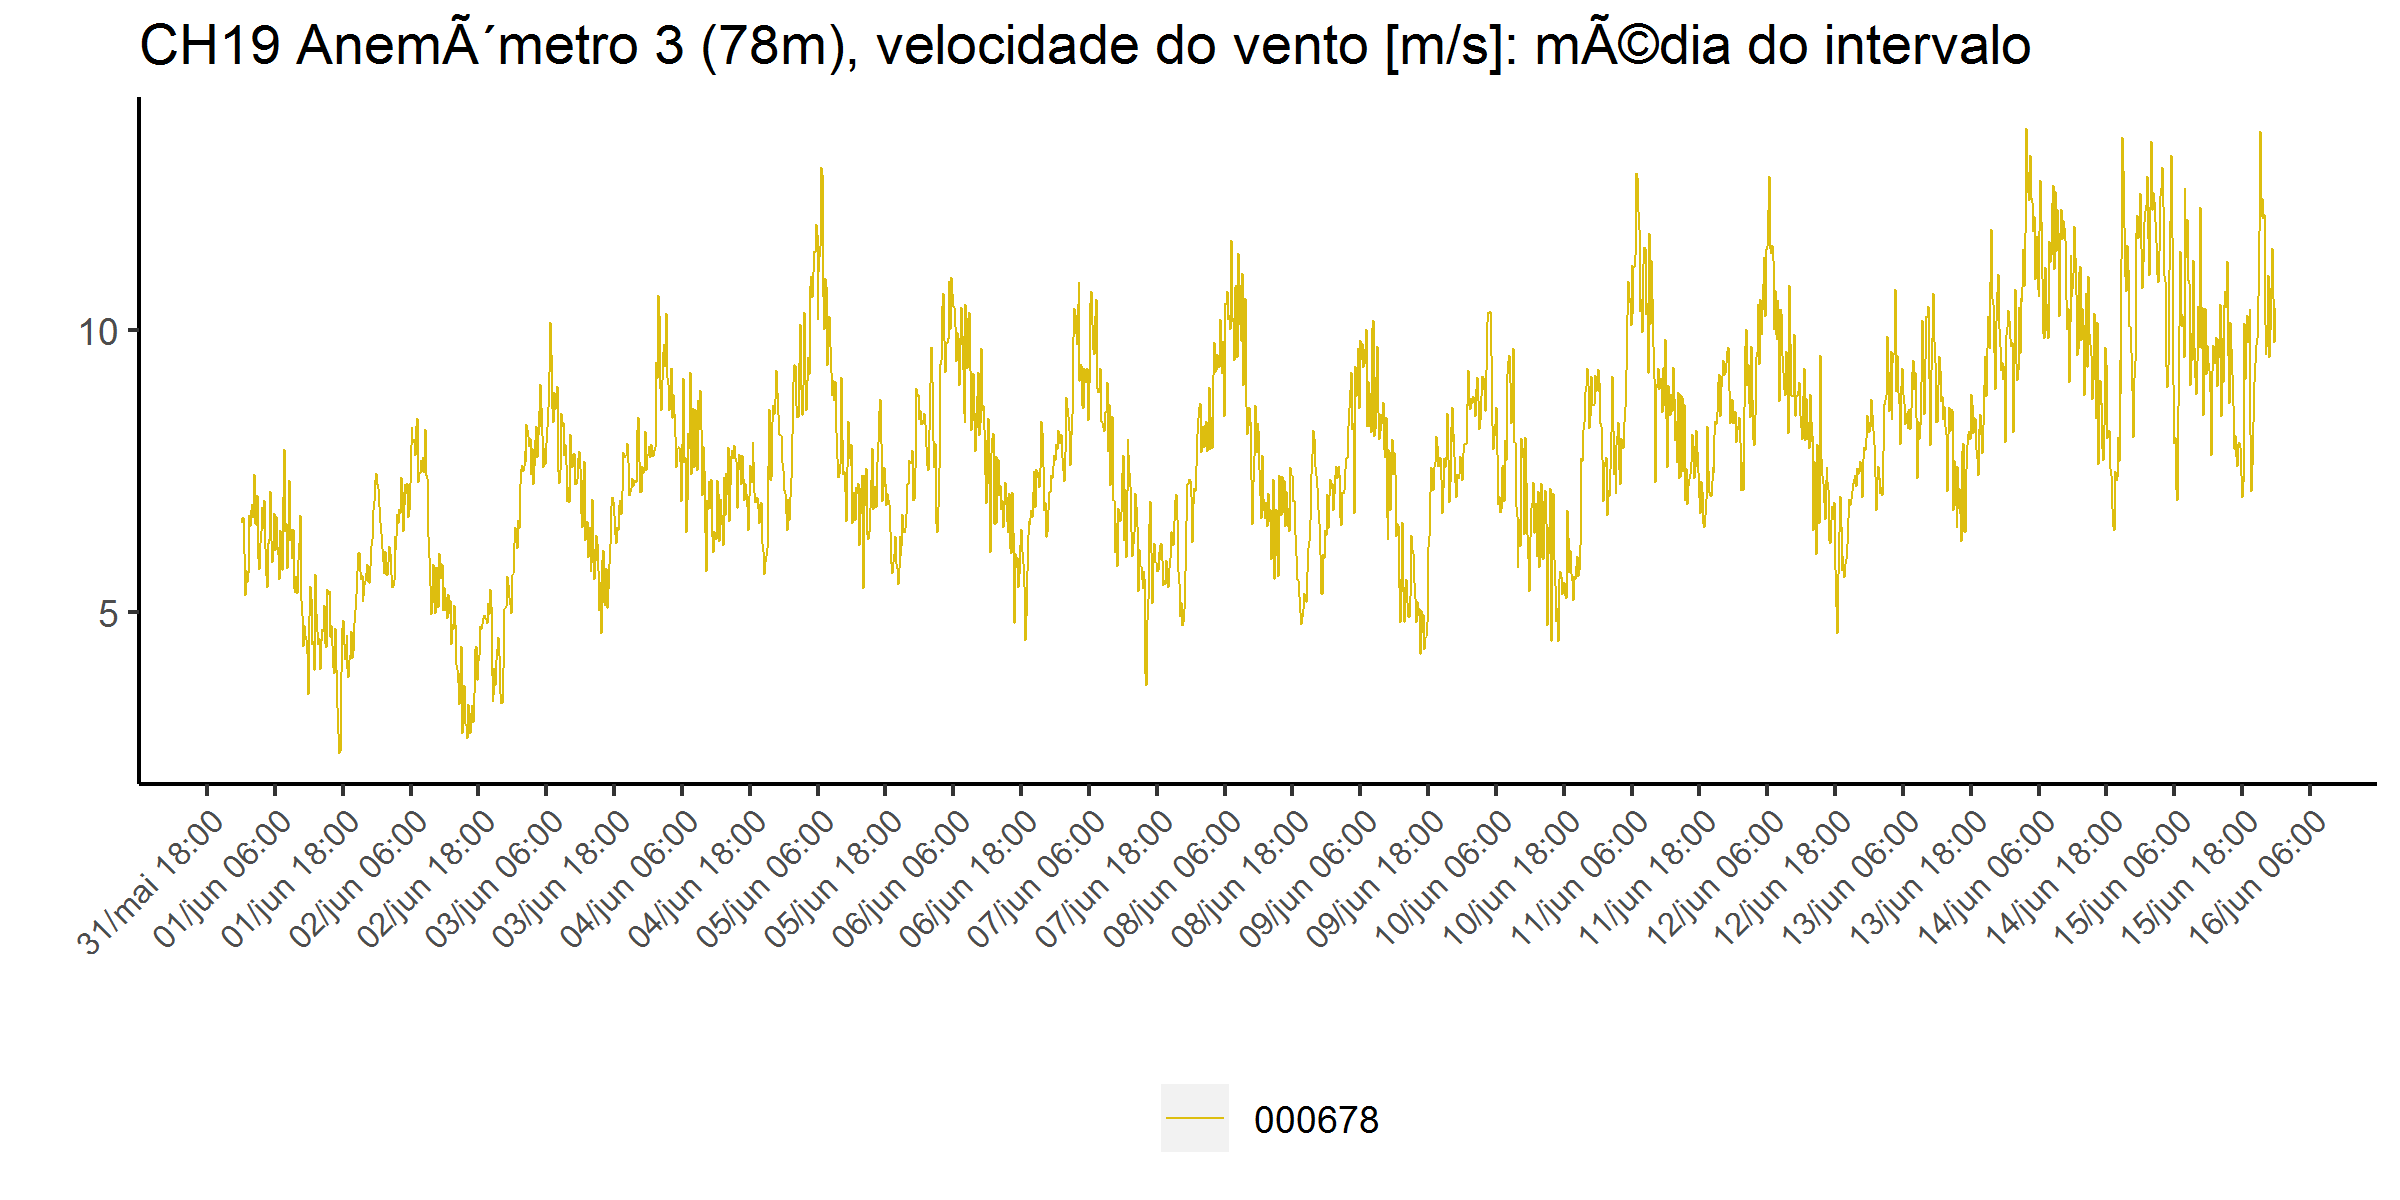 CH19 AnemÃ´metro 3 (78m), velocidade do vento [m/s]: mÃ©dia do intervalo
10
5
31/mai 18:00
01/jun 06:00
01/jun 18:00
02/jun 06:00
02/jun 18:00
03/jun 06:00
03/jun 18:00
04/jun 06:00
04/jun 18:00
05/jun 06:00
05/jun 18:00
06/jun 06:00
06/jun 18:00
07/jun 06:00
07/jun 18:00
08/jun 06:00
08/jun 18:00
09/jun 06:00
09/jun 18:00
10/jun 06:00
10/jun 18:00
11/jun 06:00
11/jun 18:00
12/jun 06:00
12/jun 18:00
13/jun 06:00
13/jun 18:00
14/jun 06:00
14/jun 18:00
15/jun 06:00
15/jun 18:00
16/jun 06:00
000678